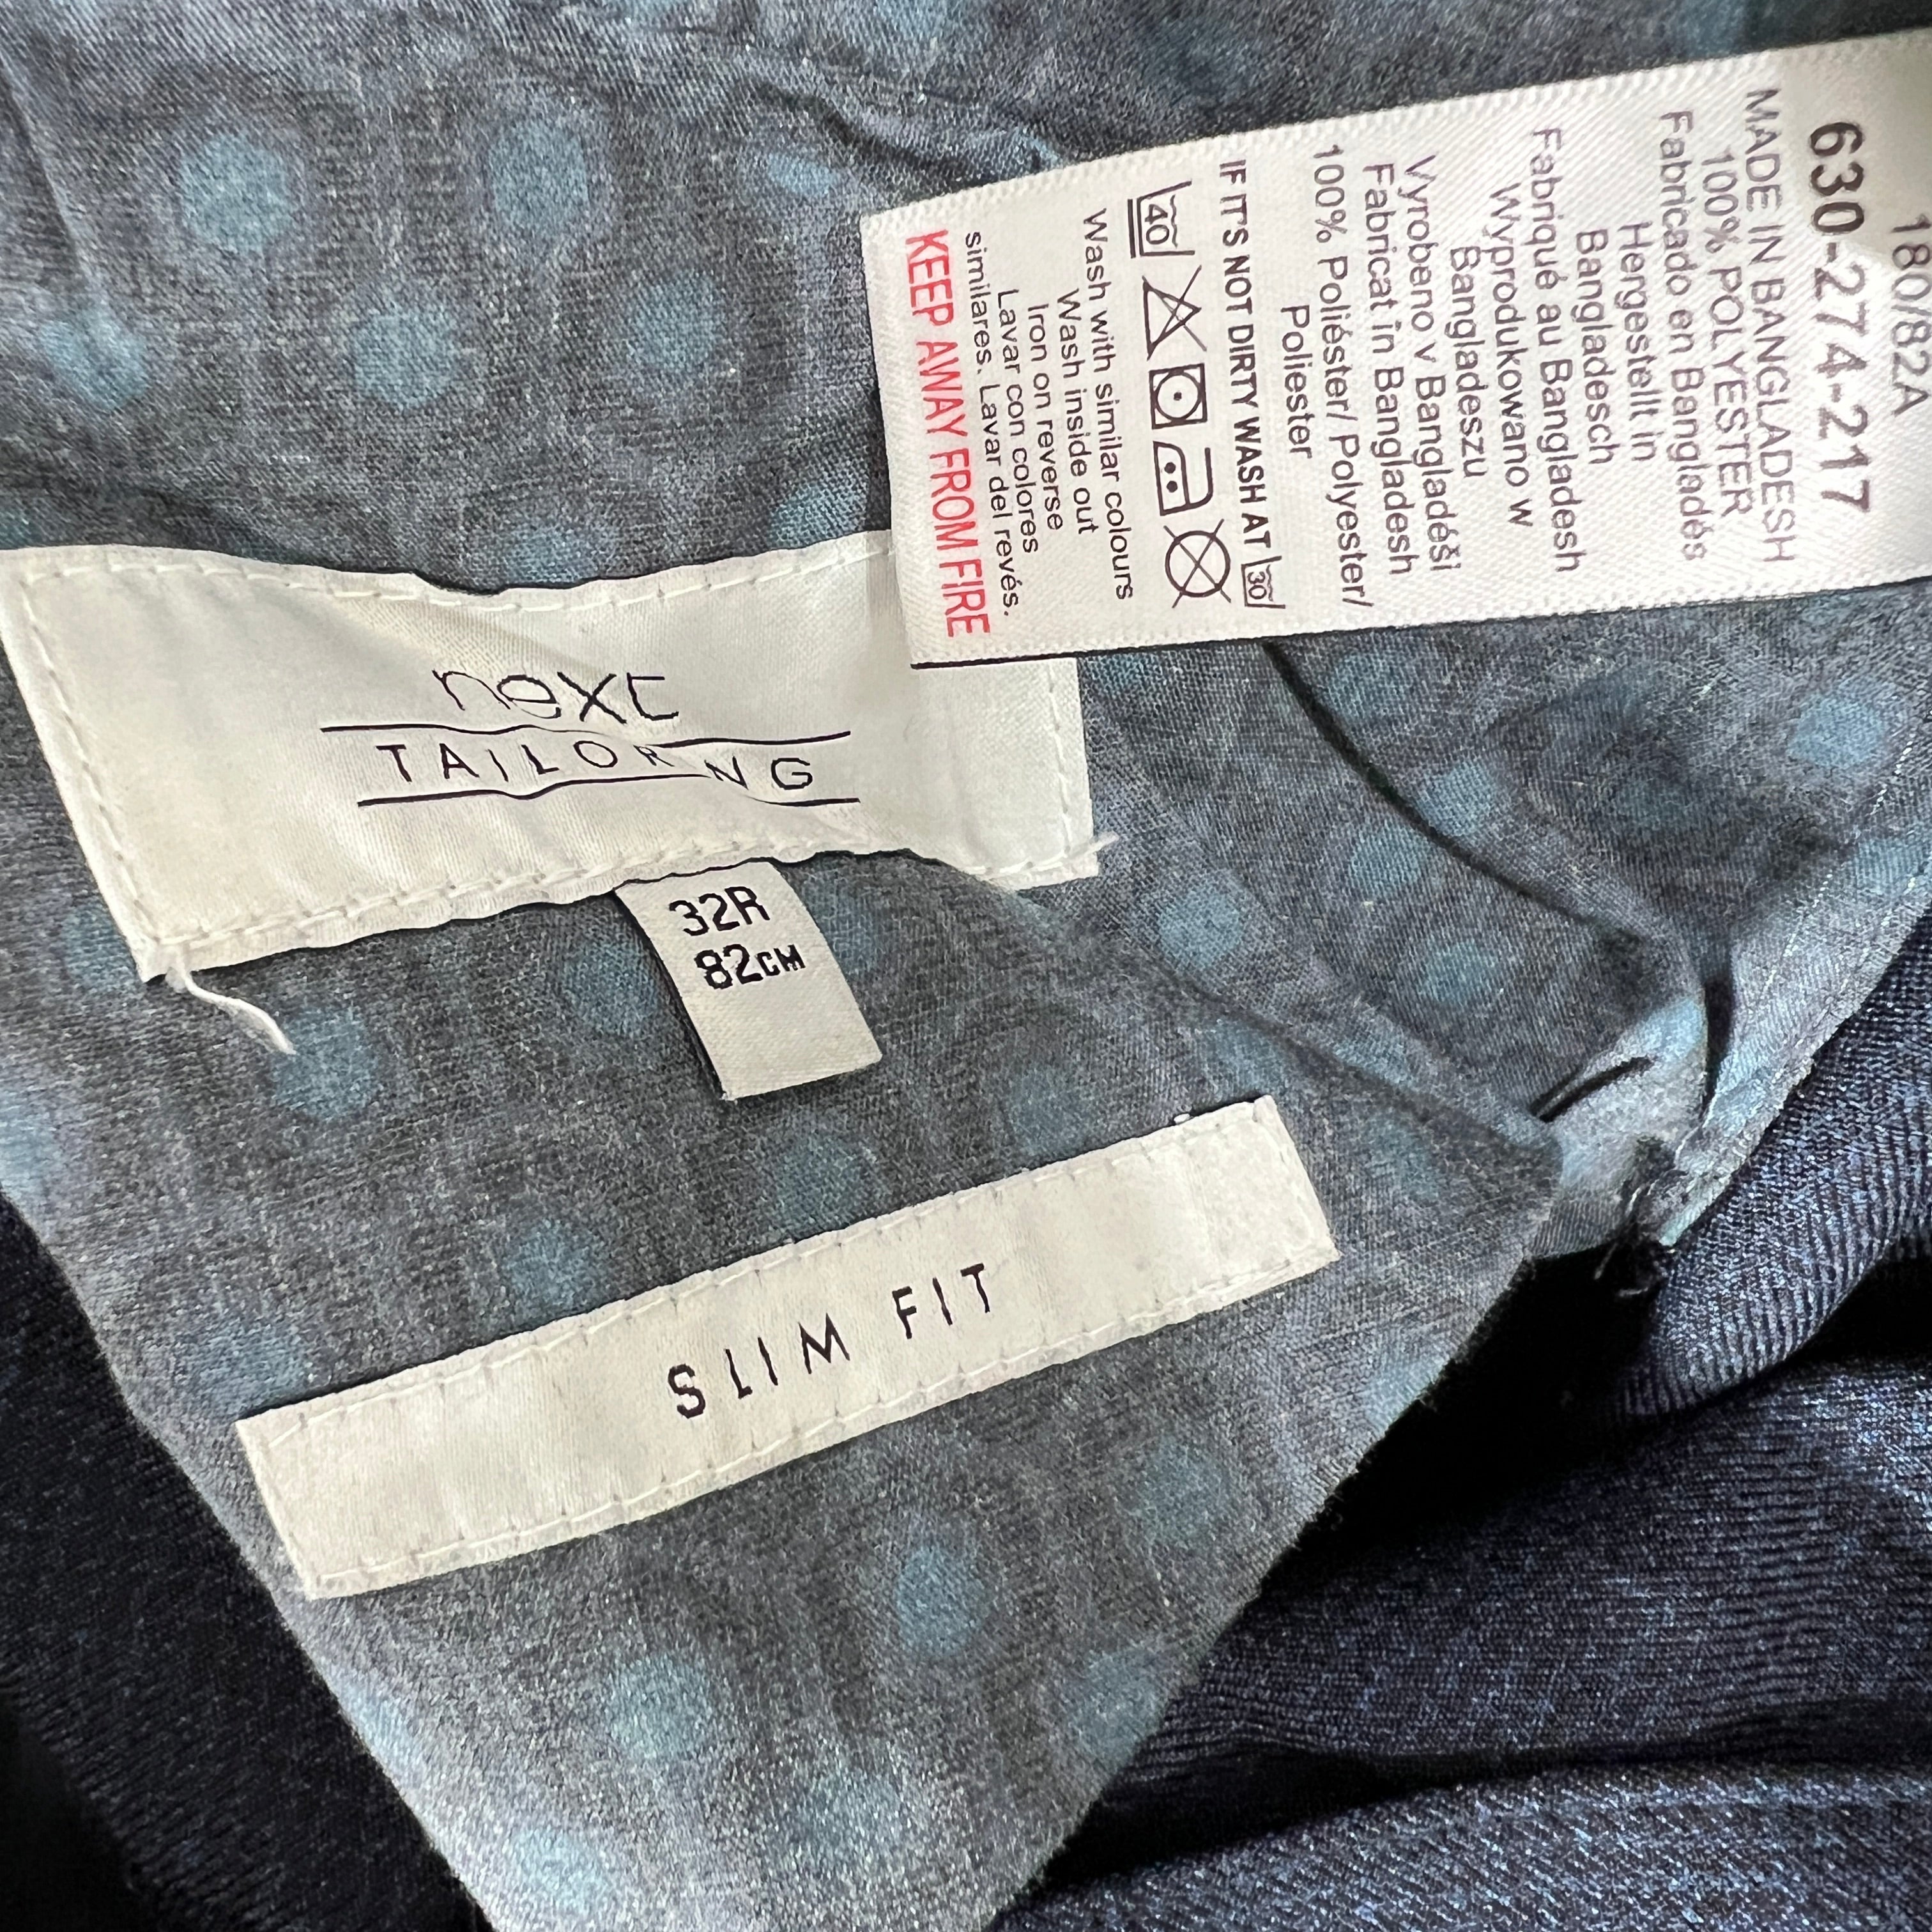 next
TAILORING
32R
82CM
SLIM FIT
180/82A
630-274-217
MADE IN BANGLADESH
100% POLYESTER
Fabricado en Bangladés
Hergestallt in
Bangladesch
Fabriqué au Bangladesh
Wyprodukowano w
Bangladeszu
Vyrobeno v Bangladéši
Fabricat în Bangladesh
100% Poliéster/ Polyester/
Poliester
IF IT'S NOT DIRTY WASH AT 30
40
Wash with similar colours
Wash inside out
Iron on reverse
Lavar con colores
similares. Lavar del revés.
KEEP AWAY FROM FIRE